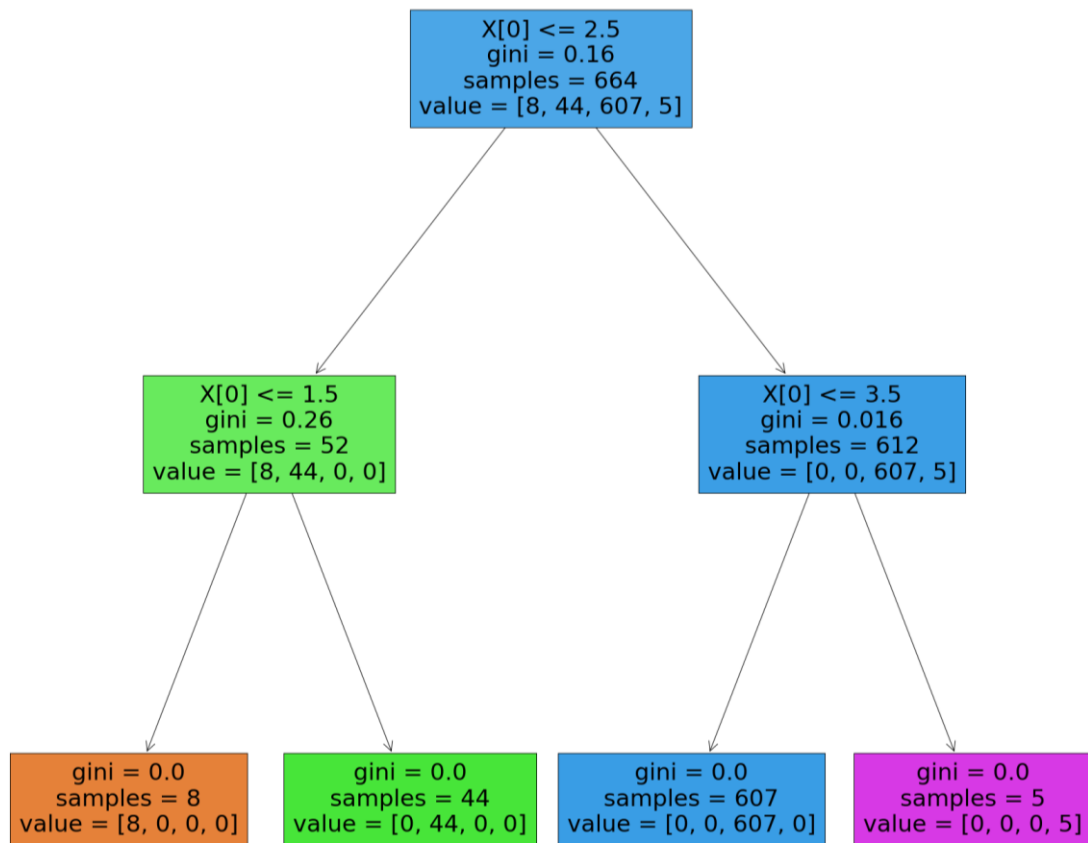 X[0] <= 2.5
gini = 0.16
samples = 664
value = [8, 44, 607, 5]
X[0] <= 1.5
gini = 0.26
samples = 52
value = [8, 44, 0, 0]
X[0] <= 3.5
gini = 0.016
samples = 612
value = [0, 0, 607, 5]
gini = 0.0
samples = 8
value = [8, 0, 0, 0]
gini = 0.0
samples = 44
value = [0, 44, 0, 0]
gini = 0.0
samples = 607
value = [0, 0, 607, 0]
gini = 0.0
samples = 5
value = [0, 0, 0, 5]